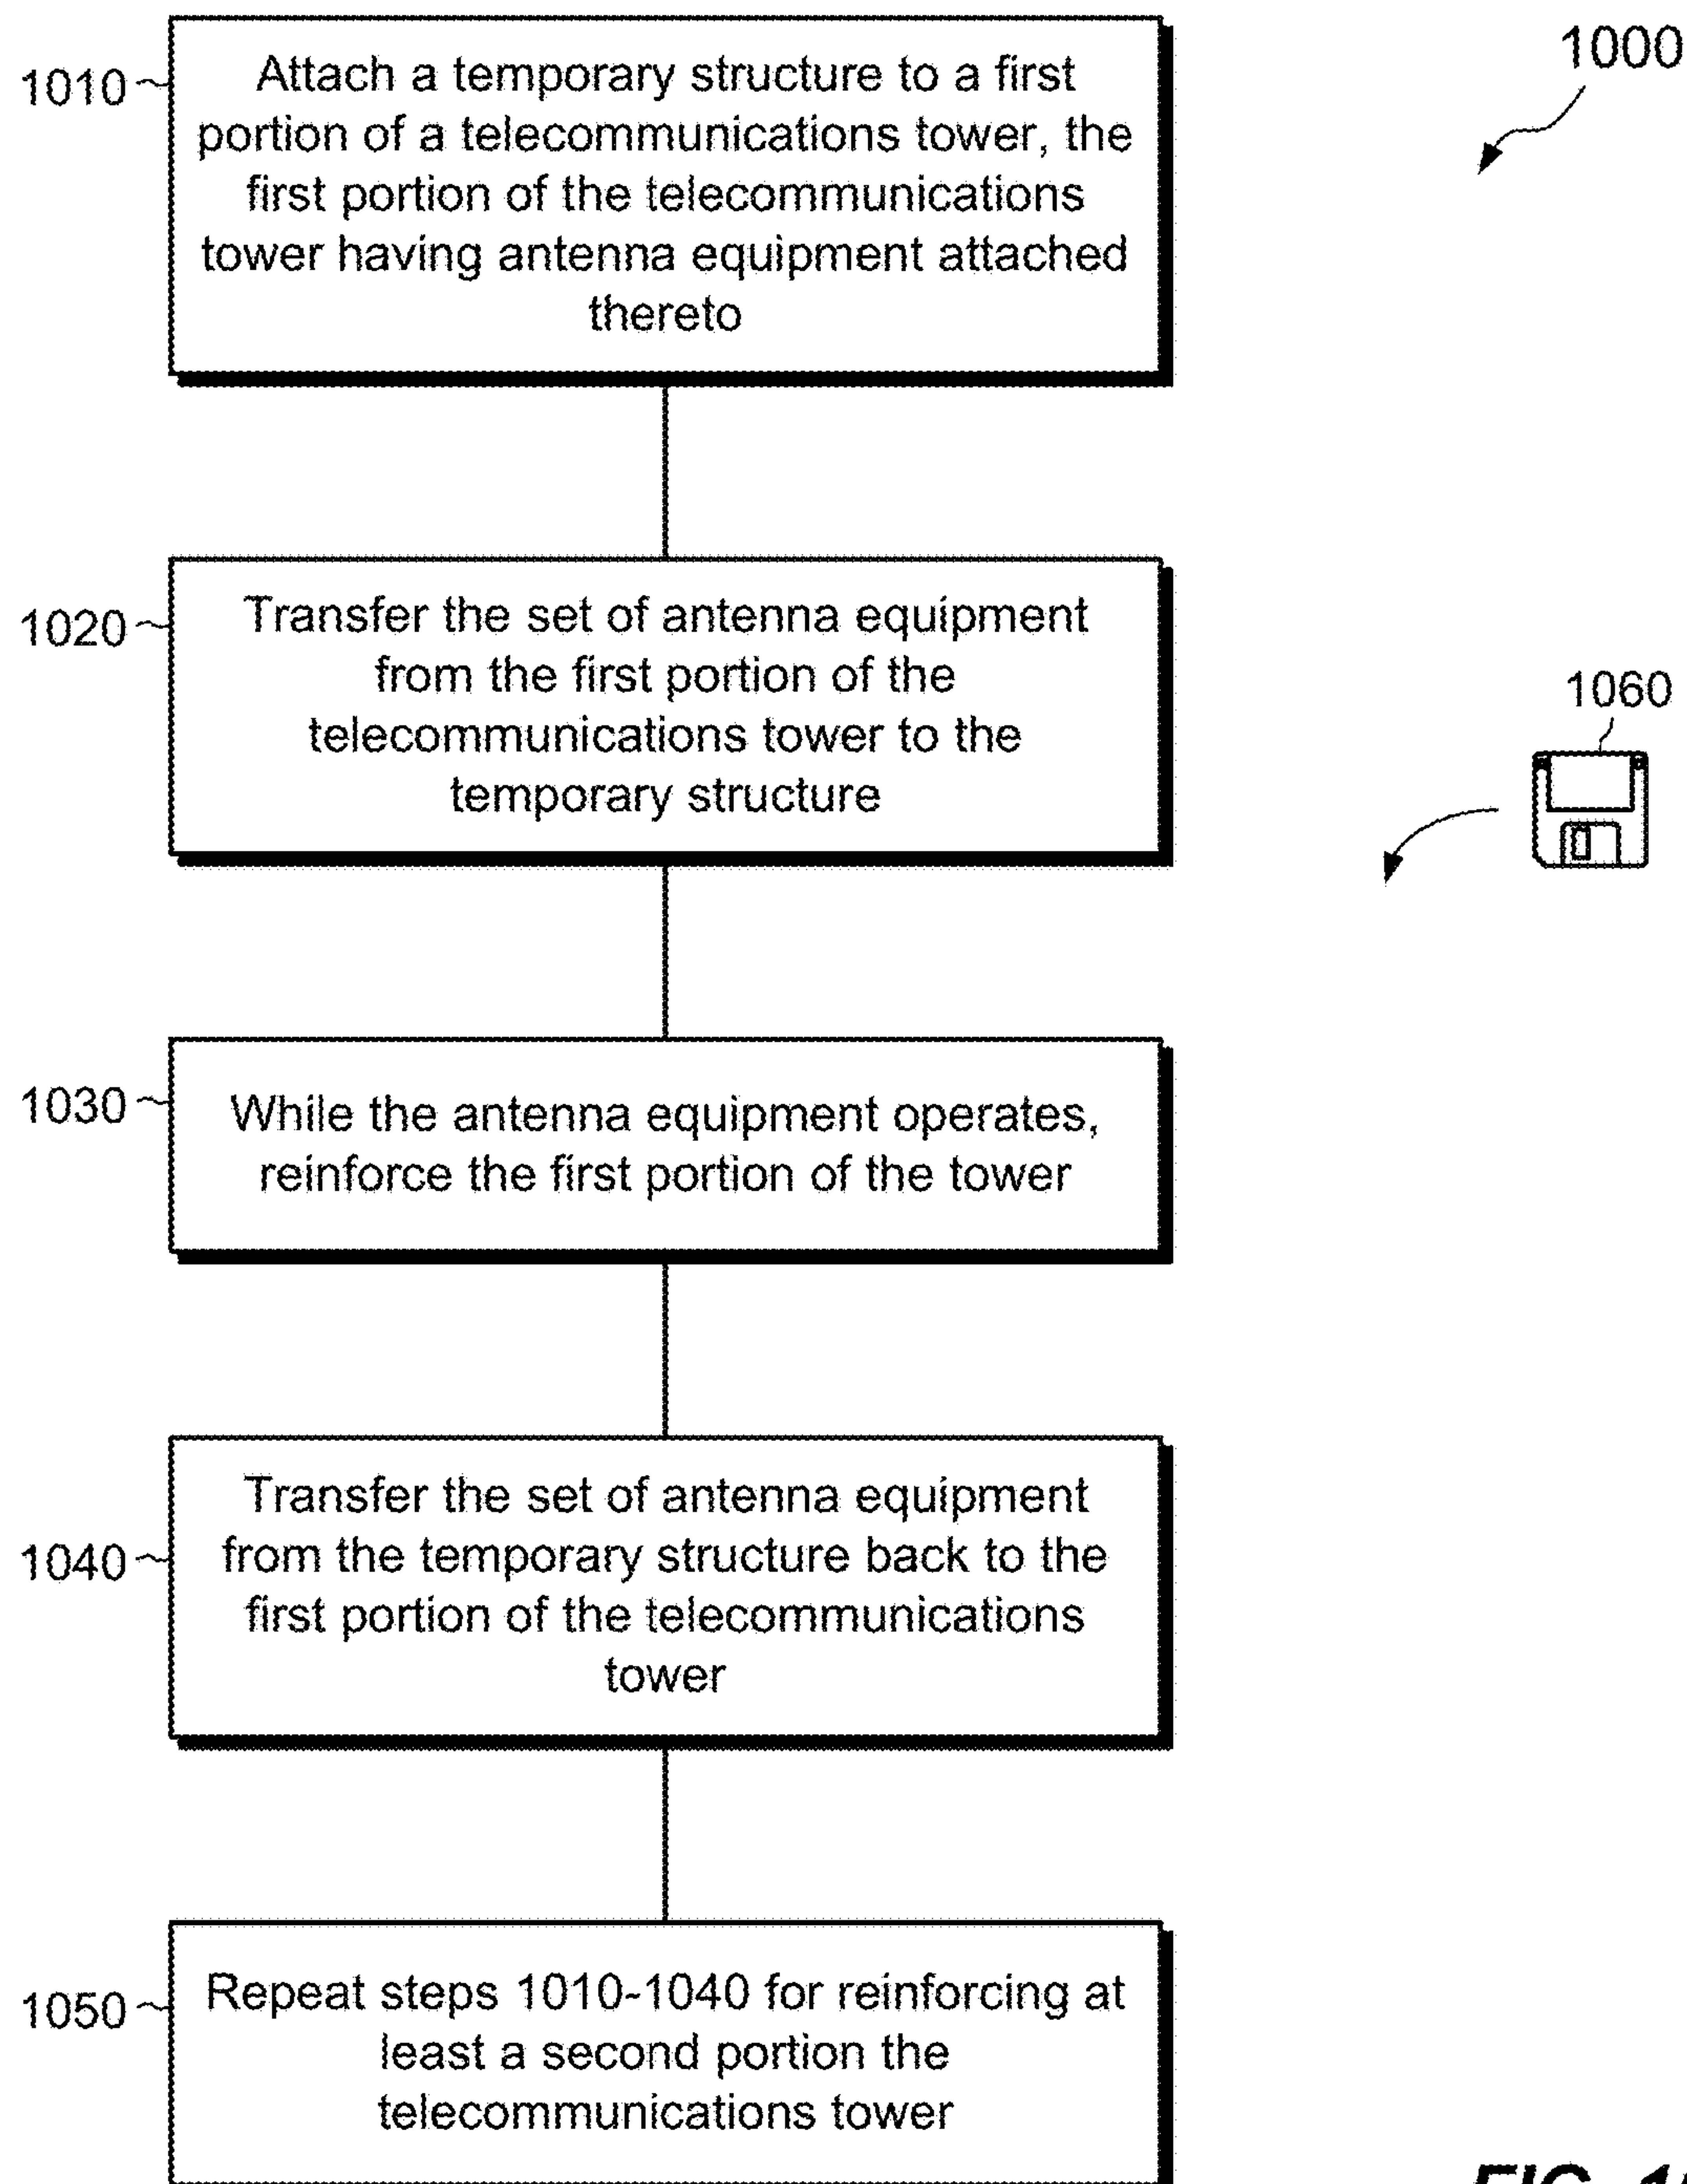 1000
1010
Attach a temporary structure to a first
portion of a telecommunications tower, the
first portion of the telecommunications
tower having antenna equipment attached
thereto
1020
Transfer the set of antenna equipment
from the first portion of the
telecommunications tower to the
temporary structure
1060
1030
While the antenna equipment operates,
reinforce the first portion of the tower
1040
Transfer the set of antenna equipment
from the temporary structure back to the
first portion of the telecommunications
tower
1050
Repeat steps 1010-1040 for reinforcing at
least a second portion the
telecommunications tower
FIG.